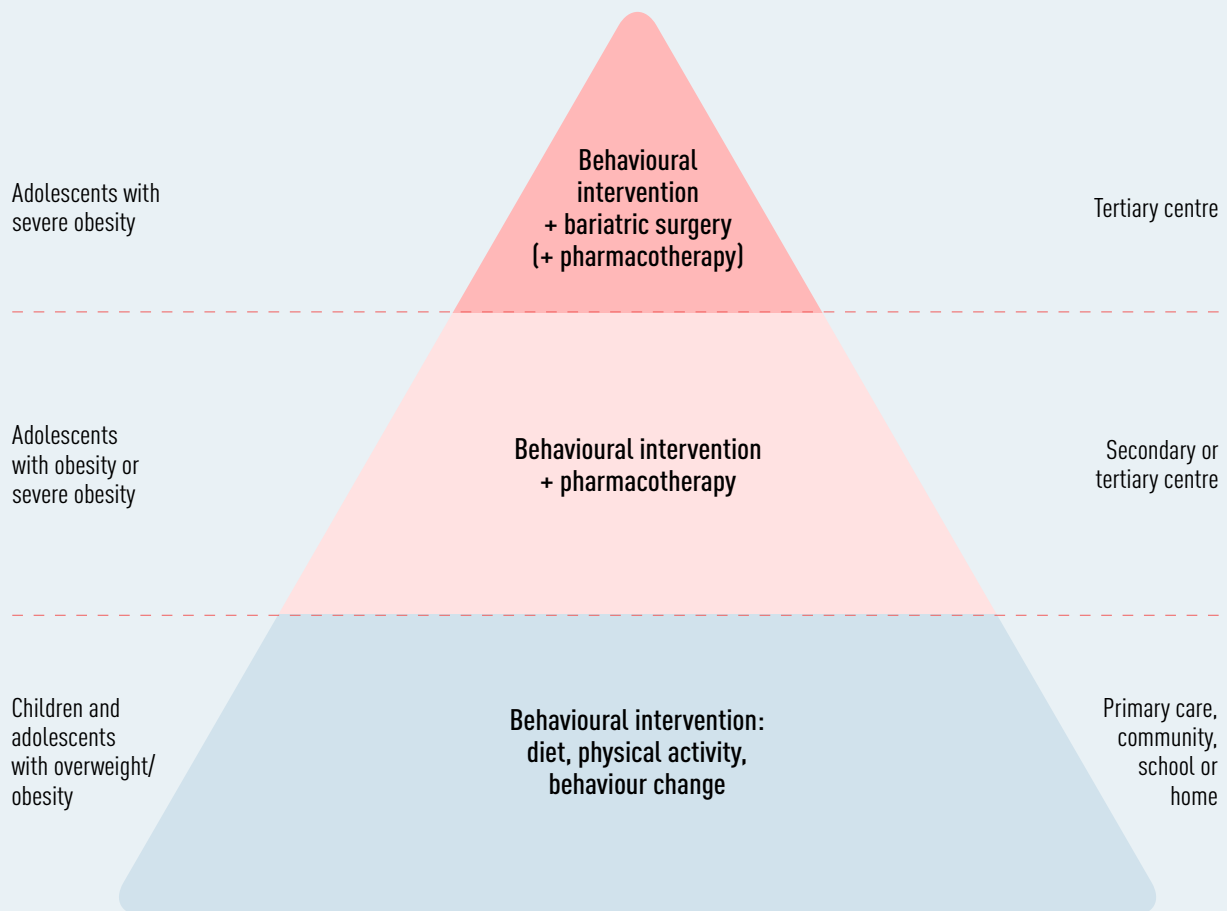 Behavioural
intervention
+ bariatric surgery
(+ pharmacotherapy)
Adolescents with
severe obesity
Tertiary centre
Adolescents
with obesity or
severe obesity
Behavioural intervention
+ pharmacotherapy
Secondary or
tertiary centre
Children and
adolescents
with overweight/
obesity
Behavioural intervention:
diet, physical activity,
behaviour change
Primary care,
community,
school or
home